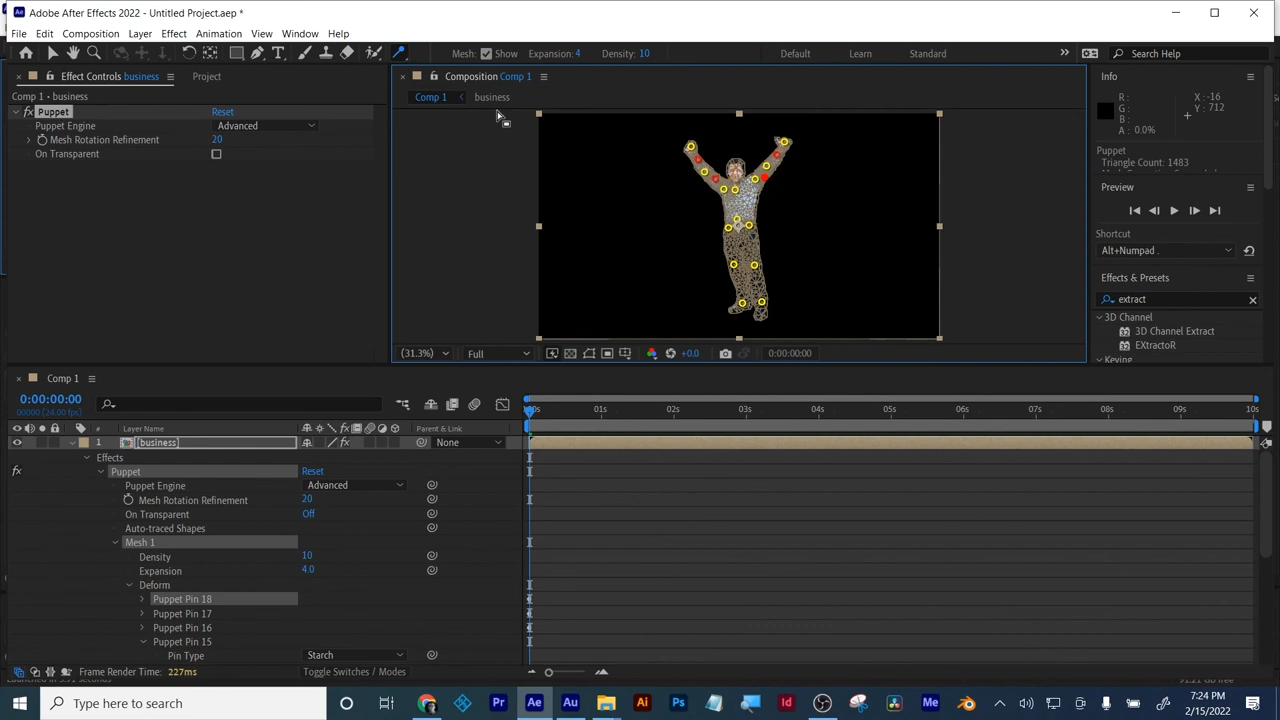 Adobe After Effects 2022 - Untitled Project.aep *
File Edit Composition Layer Effect Animation View Window Help
Mesh: Show Expansion: 4 Density: 10 Default Learn Standard Search Help
Effect Controls business Project
Composition Comp 1
Info
Comp 1 • business
Comp 1 business
R: X: -16
G: Y: 712
B:
A: 0.0%
fx Puppet Reset
Puppet Engine Advanced
Mesh Rotation Refinement 20
On Transparent
Puppet
Triangle Count: 1483
Preview
Shortcut
Alt+Numpad .
Effects & Presets
extract
3D Channel
3D Channel Extract
EXtractoR
Keying
(31.3%) Full +0.0 0:00:00:00
Comp 1
0:00:00:00
00000 (24.00 fps)
01s 02s 03s 04s 05s 06s 07s 08s 09s 10s
# Layer Name Parent & Link
1 [business] None
Effects
fx Puppet Reset
Puppet Engine Advanced
Mesh Rotation Refinement 20
On Transparent Off
Auto-traced Shapes
Mesh 1
Density 10
Expansion 4.0
Deform
Puppet Pin 18
Puppet Pin 17
Puppet Pin 16
Puppet Pin 15
Pin Type Starch
Frame Render Time: 227ms Toggle Switches / Modes
Type here to search
7:24 PM
2/15/2022